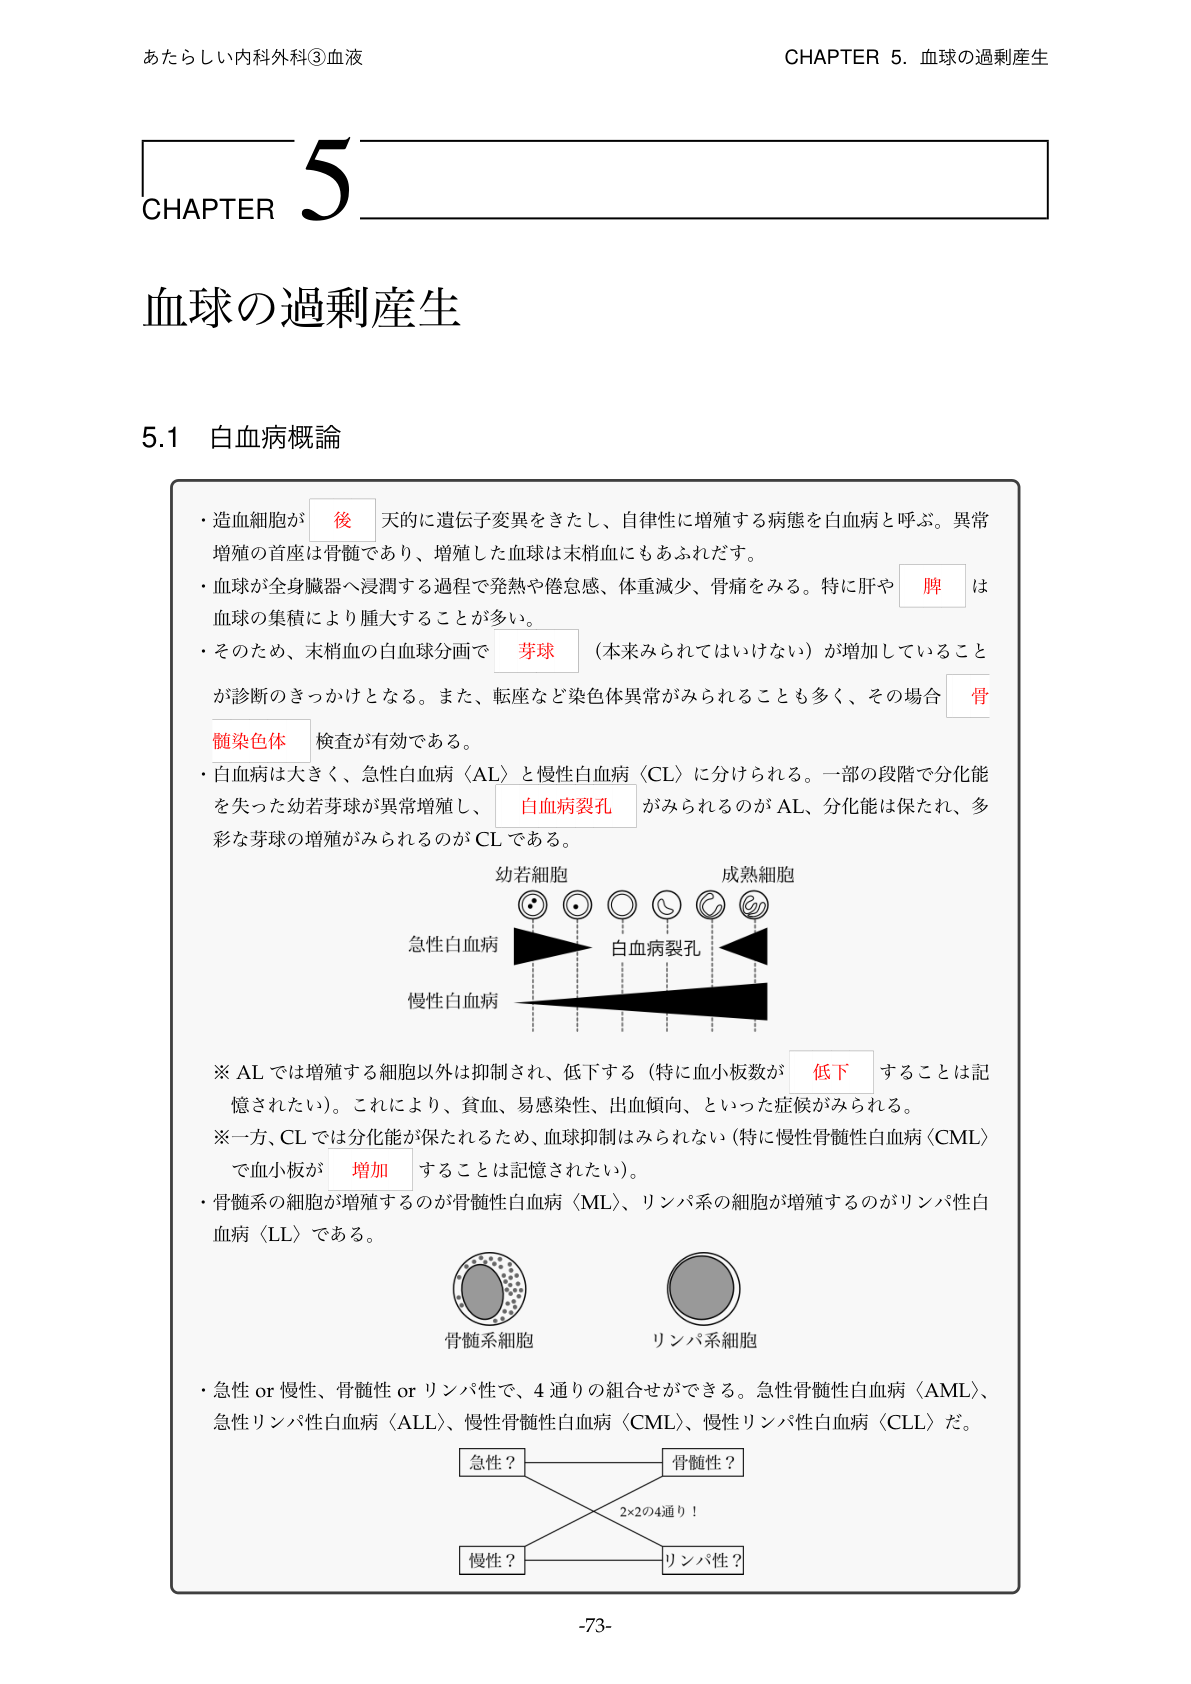 あたらしい内科外科③血液
CHAPTER 5. 血球の過剰産生
CHAPTER 5
血球の過剰産生
5.1 白血病概論
・造血細胞が 後 天的に遺伝子変異をきたし、自律性に増殖する病態を白血病と呼ぶ。異常
増殖の首座は骨髄であり、増殖した血球は末梢血にもあふれだす。
・血球が全身臓器へ浸潤する過程で発熱や倦怠感、体重減少、骨痛をみる。特に肝や 脾 は
血球の集積により腫大することが多い。
・そのため、末梢血の白血球分画で 芽球 （本来みられてはいけない）が増加していること
が診断のきっかけとなる。また、転座など染色体異常がみられることも多く、その場合 骨
髄染色体 検査が有効である。
・白血病は大きく、急性白血病〈AL〉と慢性白血病〈CL〉に分けられる。一部の段階で分化能
を失った幼若芽球が異常増殖し、 白血病裂孔 がみられるのが AL、分化能は保たれ、多
彩な芽球の増殖がみられるのが CL である。
幼若細胞 成熟細胞
急性白血病 白血病裂孔
慢性白血病
※ AL では増殖する細胞以外は抑制され、低下する（特に血小板数が 低下 することは記
憶されたい）。これにより、貧血、易感染性、出血傾向、といった症候がみられる。
※一方、CL では分化能が保たれるため、血球抑制はみられない（特に慢性骨髄性白血病〈CML〉
で血小板が 増加 することは記憶されたい）。
・骨髄系の細胞が増殖するのが骨髄性白血病〈ML〉、リンパ系の細胞が増殖するのがリンパ性白
血病〈LL〉である。
骨髄系細胞 リンパ系細胞
・急性 or 慢性、骨髄性 or リンパ性で、4 通りの組合せができる。急性骨髄性白血病〈AML〉、
急性リンパ性白血病〈ALL〉、慢性骨髄性白血病〈CML〉、慢性リンパ性白血病〈CLL〉だ。
急性？ 骨髄性？
2×2の4通り！
慢性？ リンパ性？
-73-